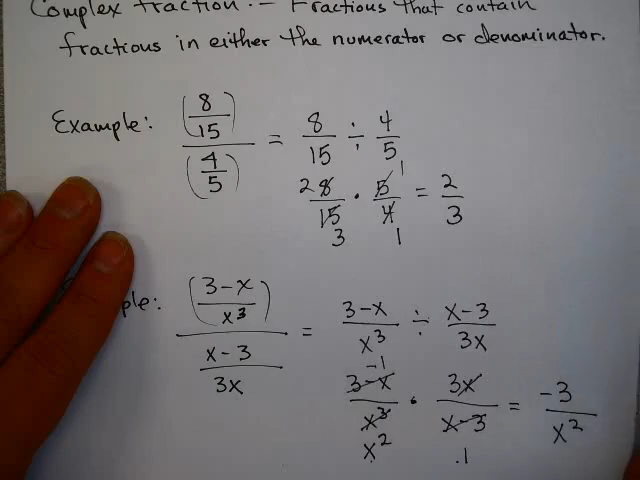 Complex fraction :- Fractions that contain
fractions in either the numerator or denominator.
Example: (8/15)/(4/5) = 8/15 ÷ 4/5
2 8/15 3 · 5 1/4 1 = 2/3
ple: ((3-x)/x³)/((x-3)/3x) = (3-x)/x³ ÷ (x-3)/3x
-1 3-x/x³ x² · 3x/x-3 .1 = -3/x²